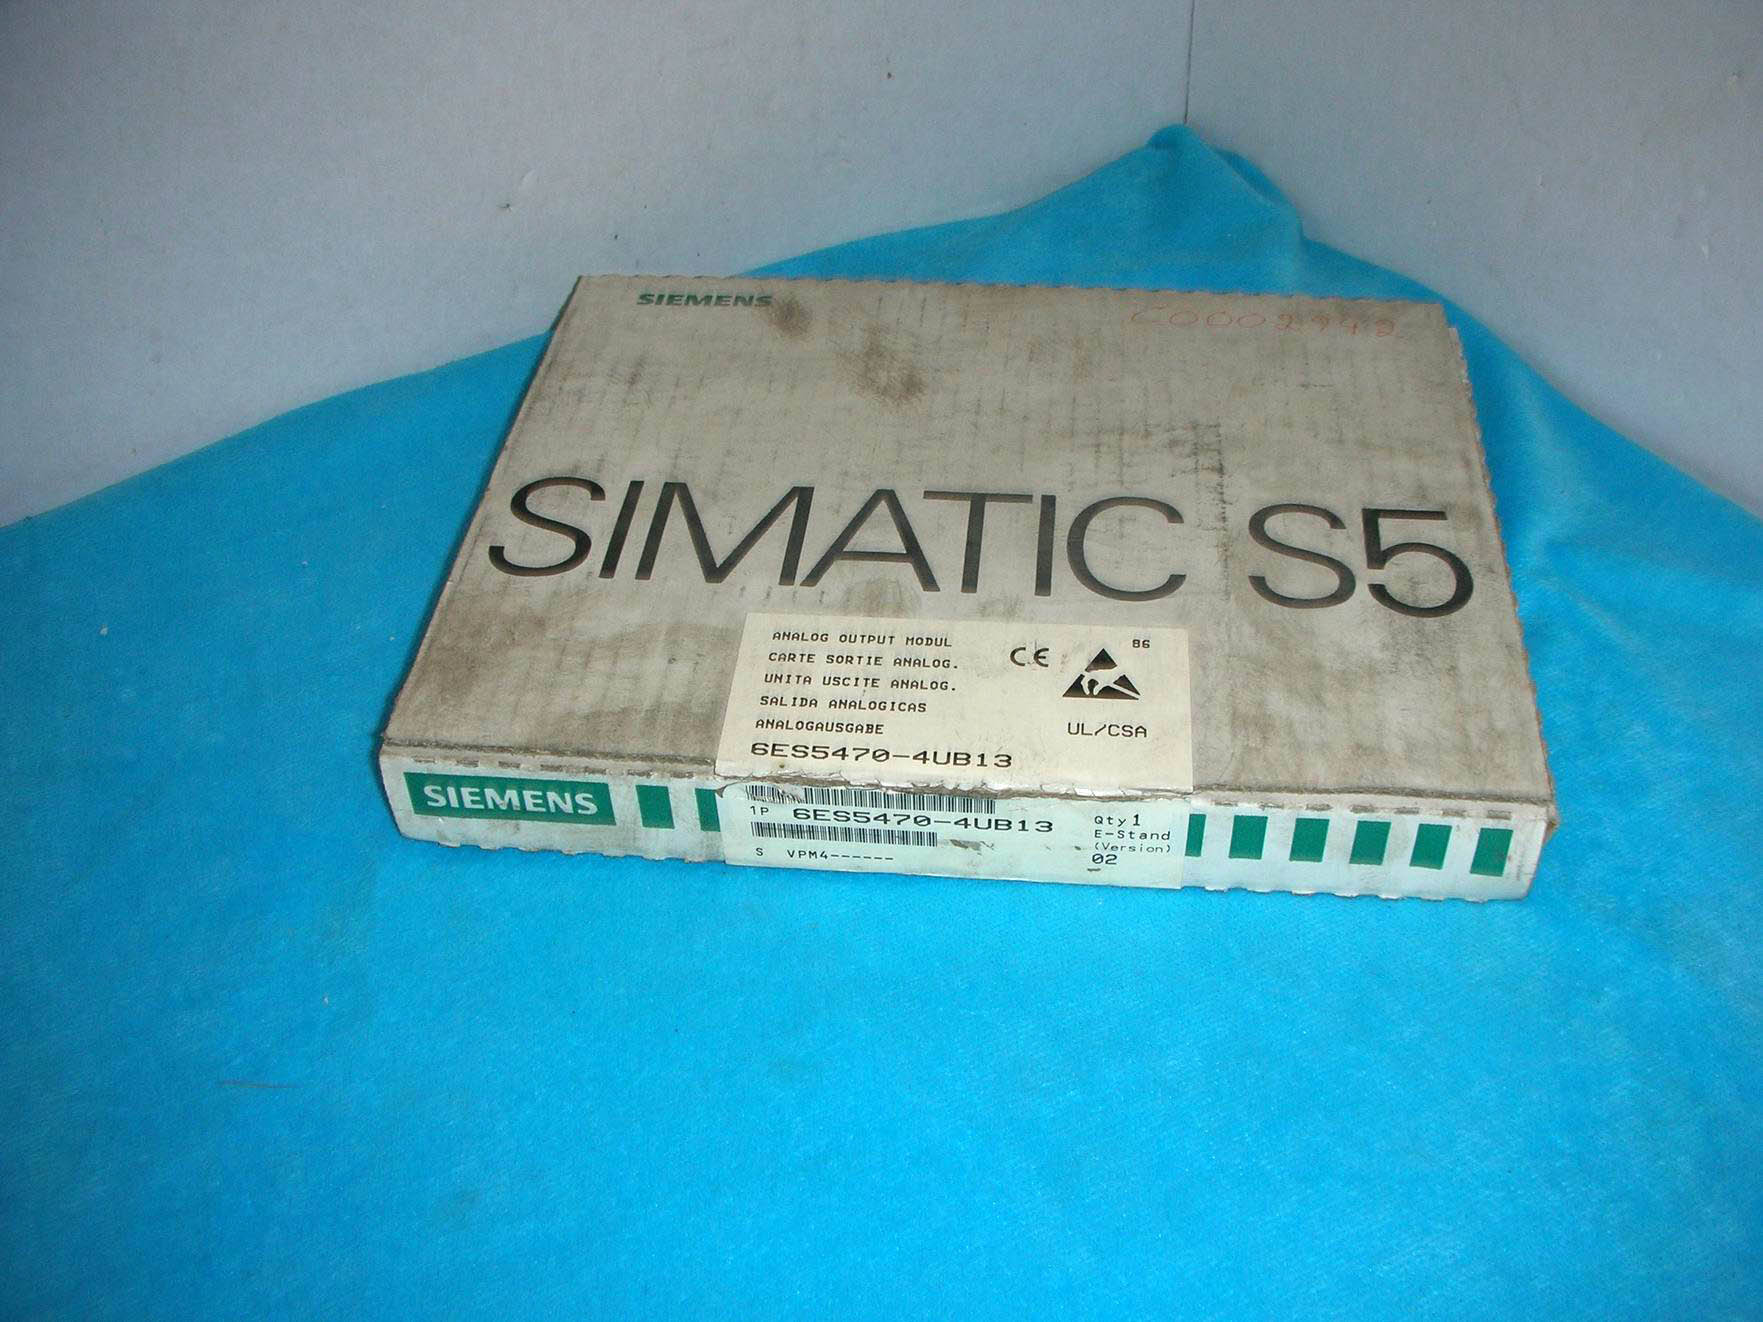 SIEMENS
C0002942
SIMATIC S5
ANALOG OUTPUT MODUL
CARTE SORTIE ANALOG.
UNITA USCITE ANALOG.
SALIDA ANALOGICAS
ANALOGAUSGABE
6ES5470-4UB13
CE
86
UL/CSA
SIEMENS
1P 6ES5470-4UB13
S VPM4------
Qty 1
E-Stand
(Version)
02